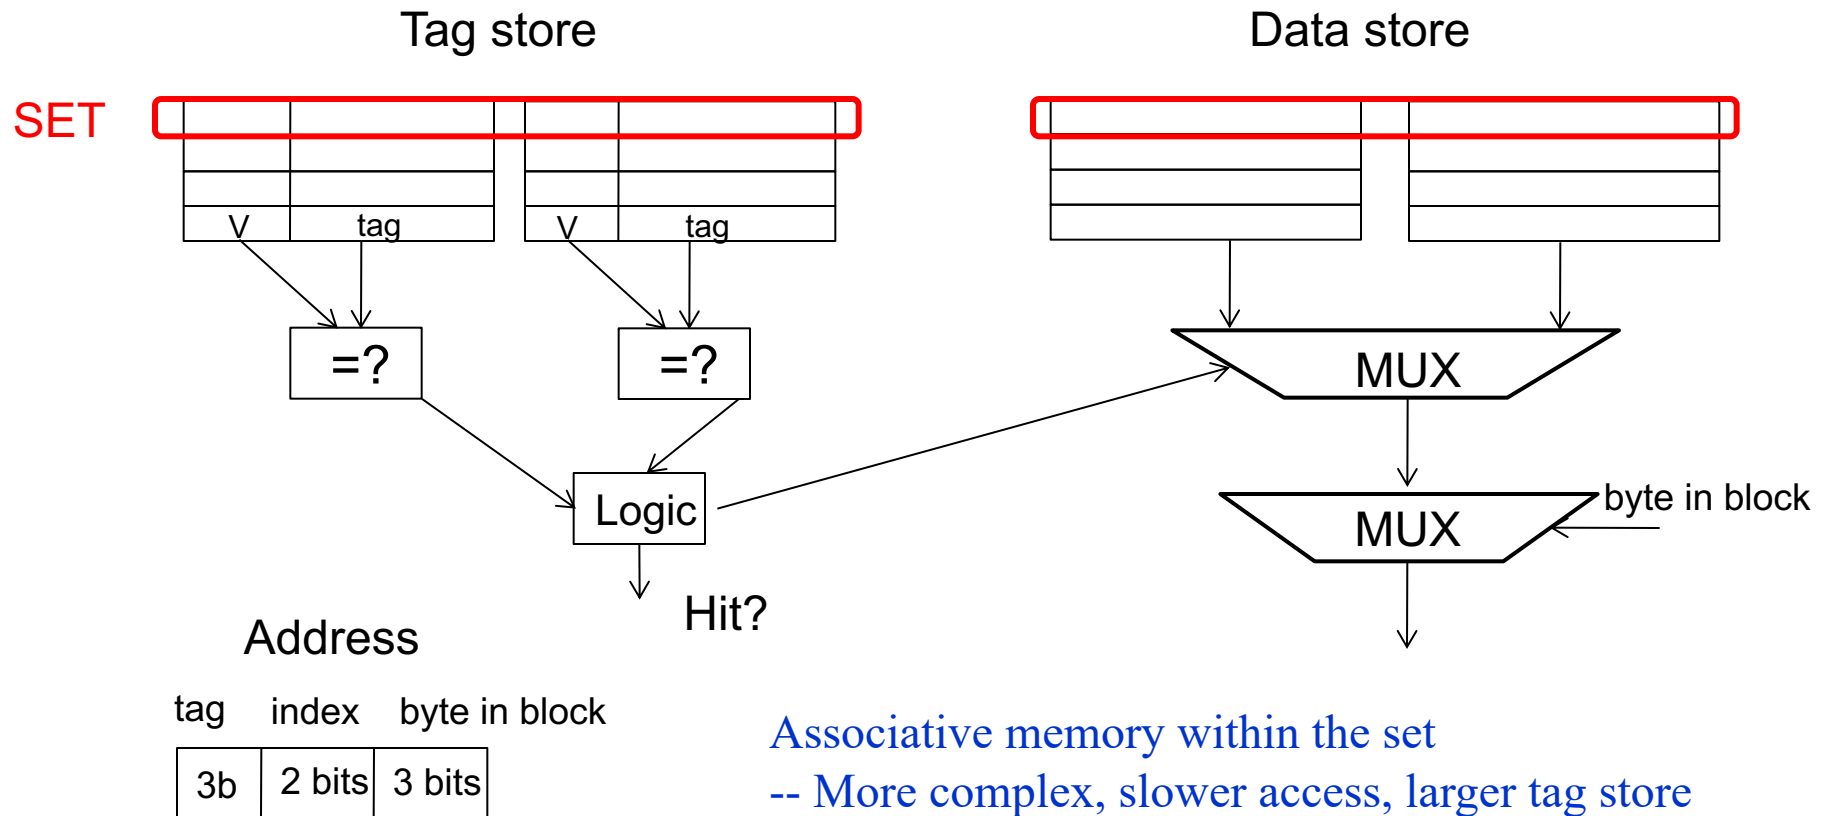 Tag store
Data store
SET
V tag V tag
=? =?
MUX
Logic
byte in block
MUX
Hit?
Address
tag index byte in block
3b 2 bits 3 bits
Associative memory within the set
-- More complex, slower access, larger tag store